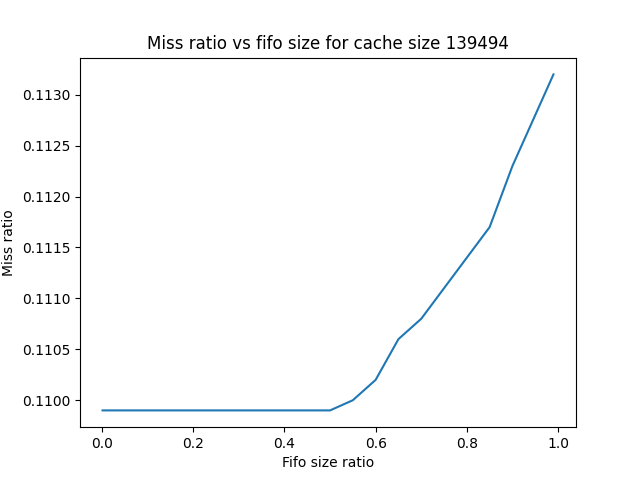 Miss ratio vs fifo size for cache size 139494
0.1130
0.1125
0.1120
0.1115
0.1110
0.1105
0.1100
Miss ratio
0.0 0.2 0.4 0.6 0.8 1.0
Fifo size ratio